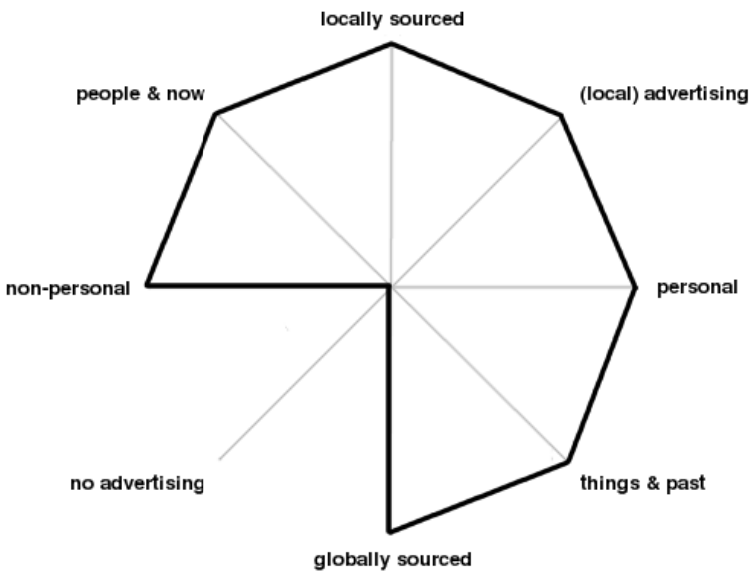 locally sourced
people & now
(local) advertising
non-personal
personal
no advertising
things & past
globally sourced